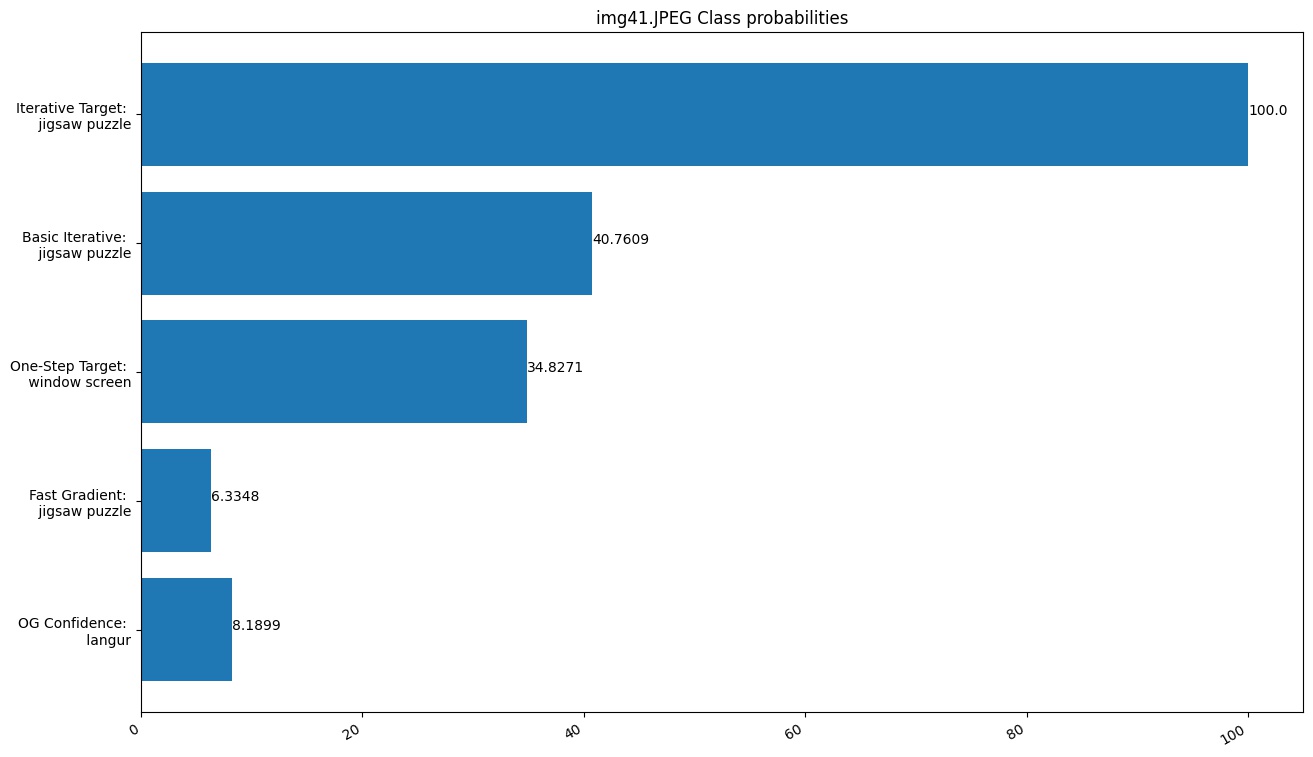 img41.JPEG Class probabilities
Iterative Target:
jigsaw puzzle
100.0
Basic Iterative:
jigsaw puzzle
40.7609
One-Step Target:
window screen
34.8271
Fast Gradient:
jigsaw puzzle
6.3348
OG Confidence:
langur
8.1899
0
20
40
60
80
100